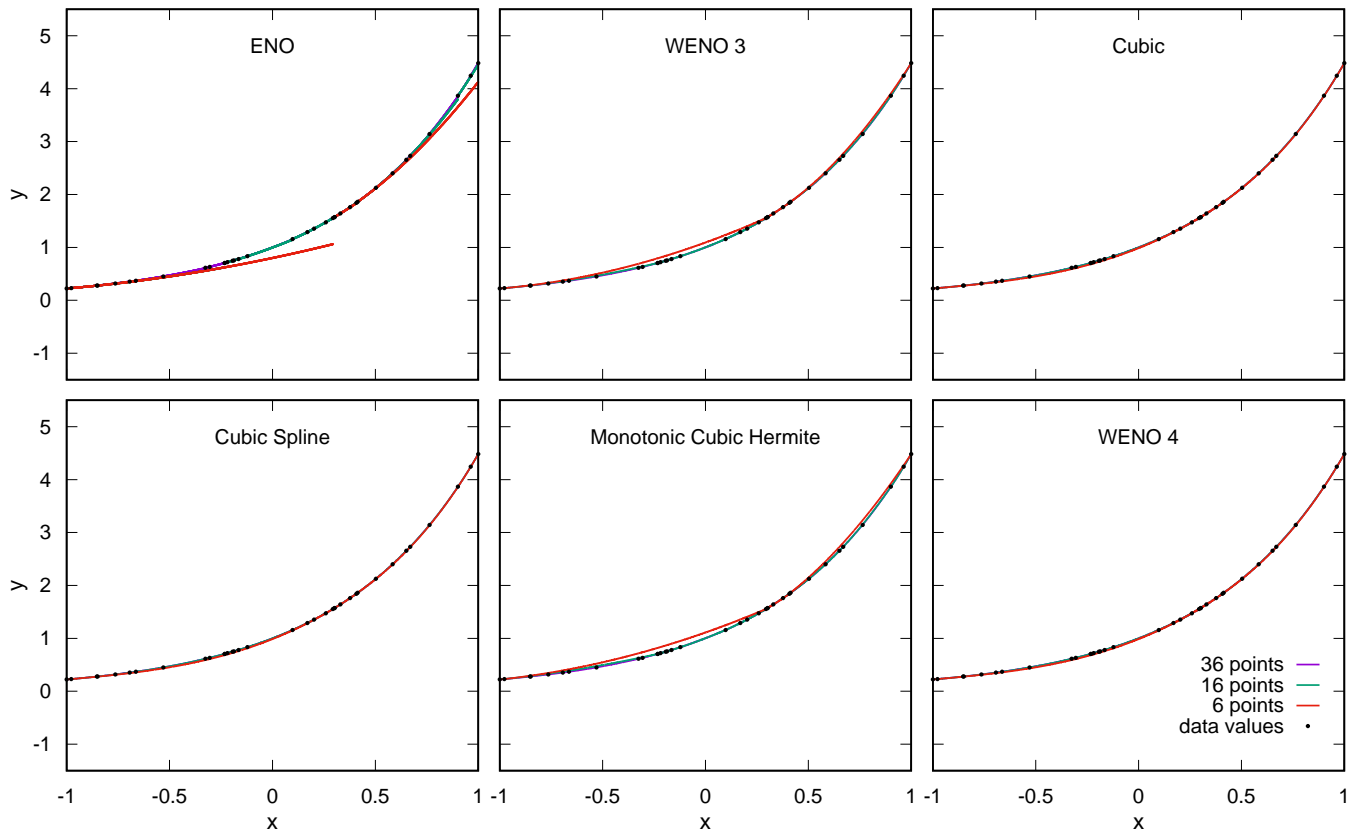 ENO
WENO 3
Cubic
5
4
3
2
1
0
-1
y
Cubic Spline
Monotonic Cubic Hermite
WENO 4
5
4
3
2
1
0
-1
y
36 points
16 points
6 points
data values
-1 -0.5 0 0.5 1
-1 -0.5 0 0.5 1
-1 -0.5 0 0.5 1
x
x
x